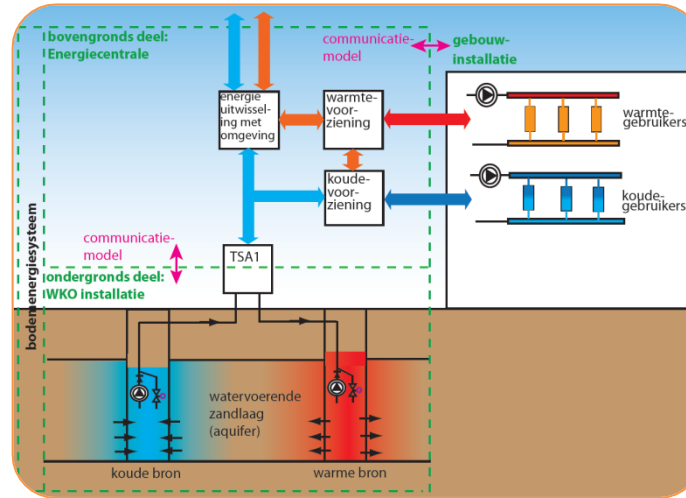 bovengronds deel:
Energiecentrale
communicatie-
model
gebouw-
installatie
energie
uitwissel-
ing met
omgeving
warmte-
voor-
ziening
warmte-
gebruikers
koude-
voor-
ziening
koude-
gebruikers
communicatie-
model
TSA1
ondergronds deel:
WKO installatie
bodemenergiesysteem
watervoerende
zandlaag
(aquifer)
koude bron
warme bron